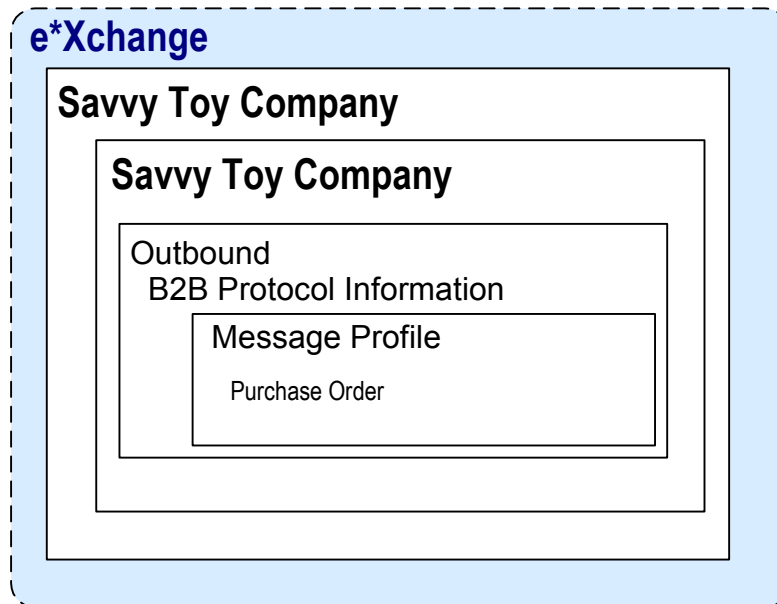 e*Xchange
Savvy Toy Company
Savvy Toy Company
Outbound
B2B Protocol Information
Message Profile
Purchase Order